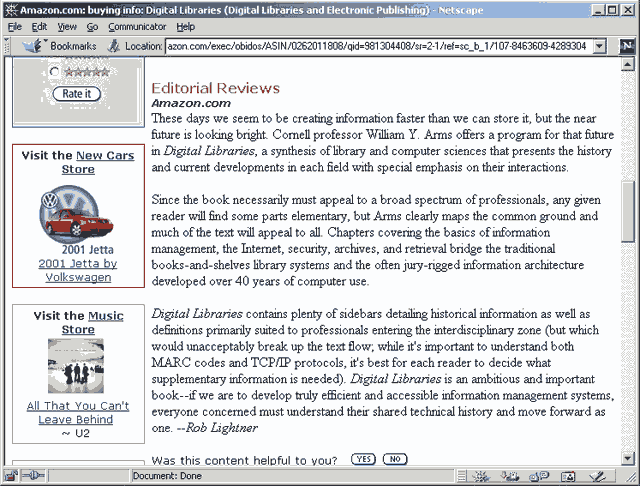 Amazon.com: buying info: Digital Libraries (Digital Libraries and Electronic Publishing) - Netscape
File Edit View Go Communicator Help
Bookmarks Location: azon.com/exec/obidos/ASIN/0262011808/qid=981304408/sr=2-1/ref=sc_b_1/107-8463609-4289304
Rate it
Visit the New Cars
Store
2001 Jetta
2001 Jetta by
Volkswagen
Visit the Music
Store
All That You Can't
Leave Behind
~ U2
Editorial Reviews
Amazon.com
These days we seem to be creating information faster than we can store it, but the near
future is looking bright. Cornell professor William Y. Arms offers a program for that future
in Digital Libraries, a synthesis of library and computer sciences that presents the history
and current developments in each field with special emphasis on their interactions.
Since the book necessarily must appeal to a broad spectrum of professionals, any given
reader will find some parts elementary, but Arms clearly maps the common ground and
much of the text will appeal to all. Chapters covering the basics of information
management, the Internet, security, archives, and retrieval bridge the traditional
books-and-shelves library systems and the often jury-rigged information architecture
developed over 40 years of computer use.
Digital Libraries contains plenty of sidebars detailing historical information as well as
definitions primarily suited to professionals entering the interdisciplinary zone (but which
would unacceptably break up the text flow; while it's important to understand both
MARC codes and TCP/IP protocols, it's best for each reader to decide what
supplementary information is needed). Digital Libraries is an ambitious and important
book--if we are to develop truly efficient and accessible information management systems,
everyone concerned must understand their shared technical history and move forward as
one. --Rob Lightner
Was this content helpful to you? YES NO
Document: Done